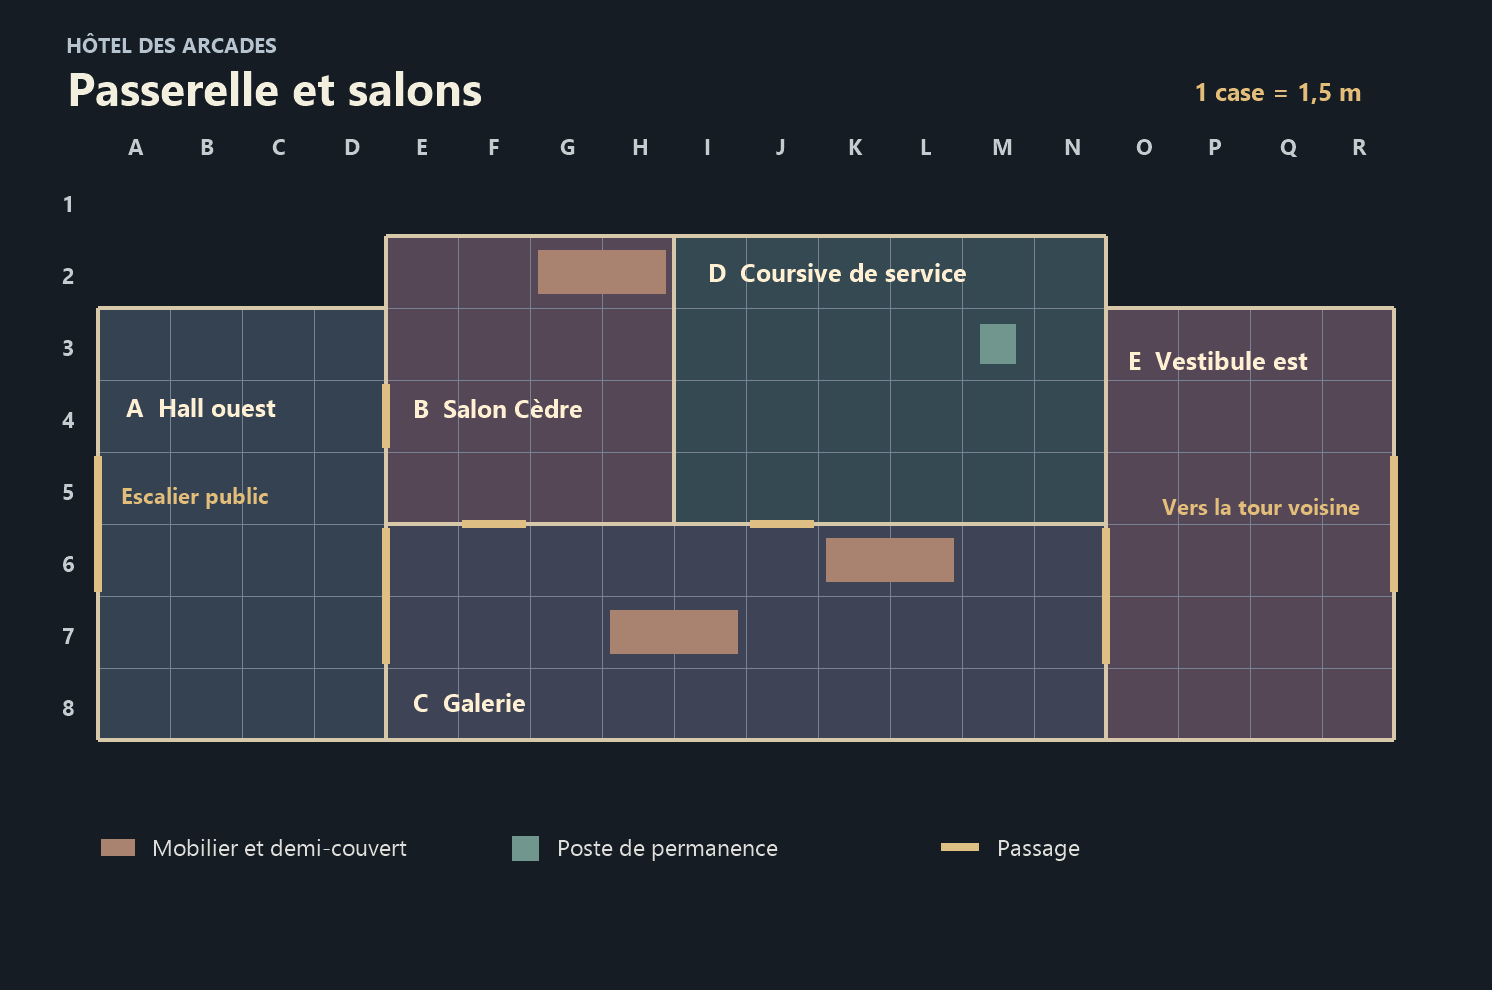 HÔTEL DES ARCADES
Passerelle et salons
1 case = 1,5 m
A B C D E F G H I J K L M N O P Q R
1
2
D Coursive de service
3
E Vestibule est
4
A Hall ouest
B Salon Cèdre
5
Escalier public
Vers la tour voisine
6
7
8
C Galerie
Mobilier et demi-couvert
Poste de permanence
Passage